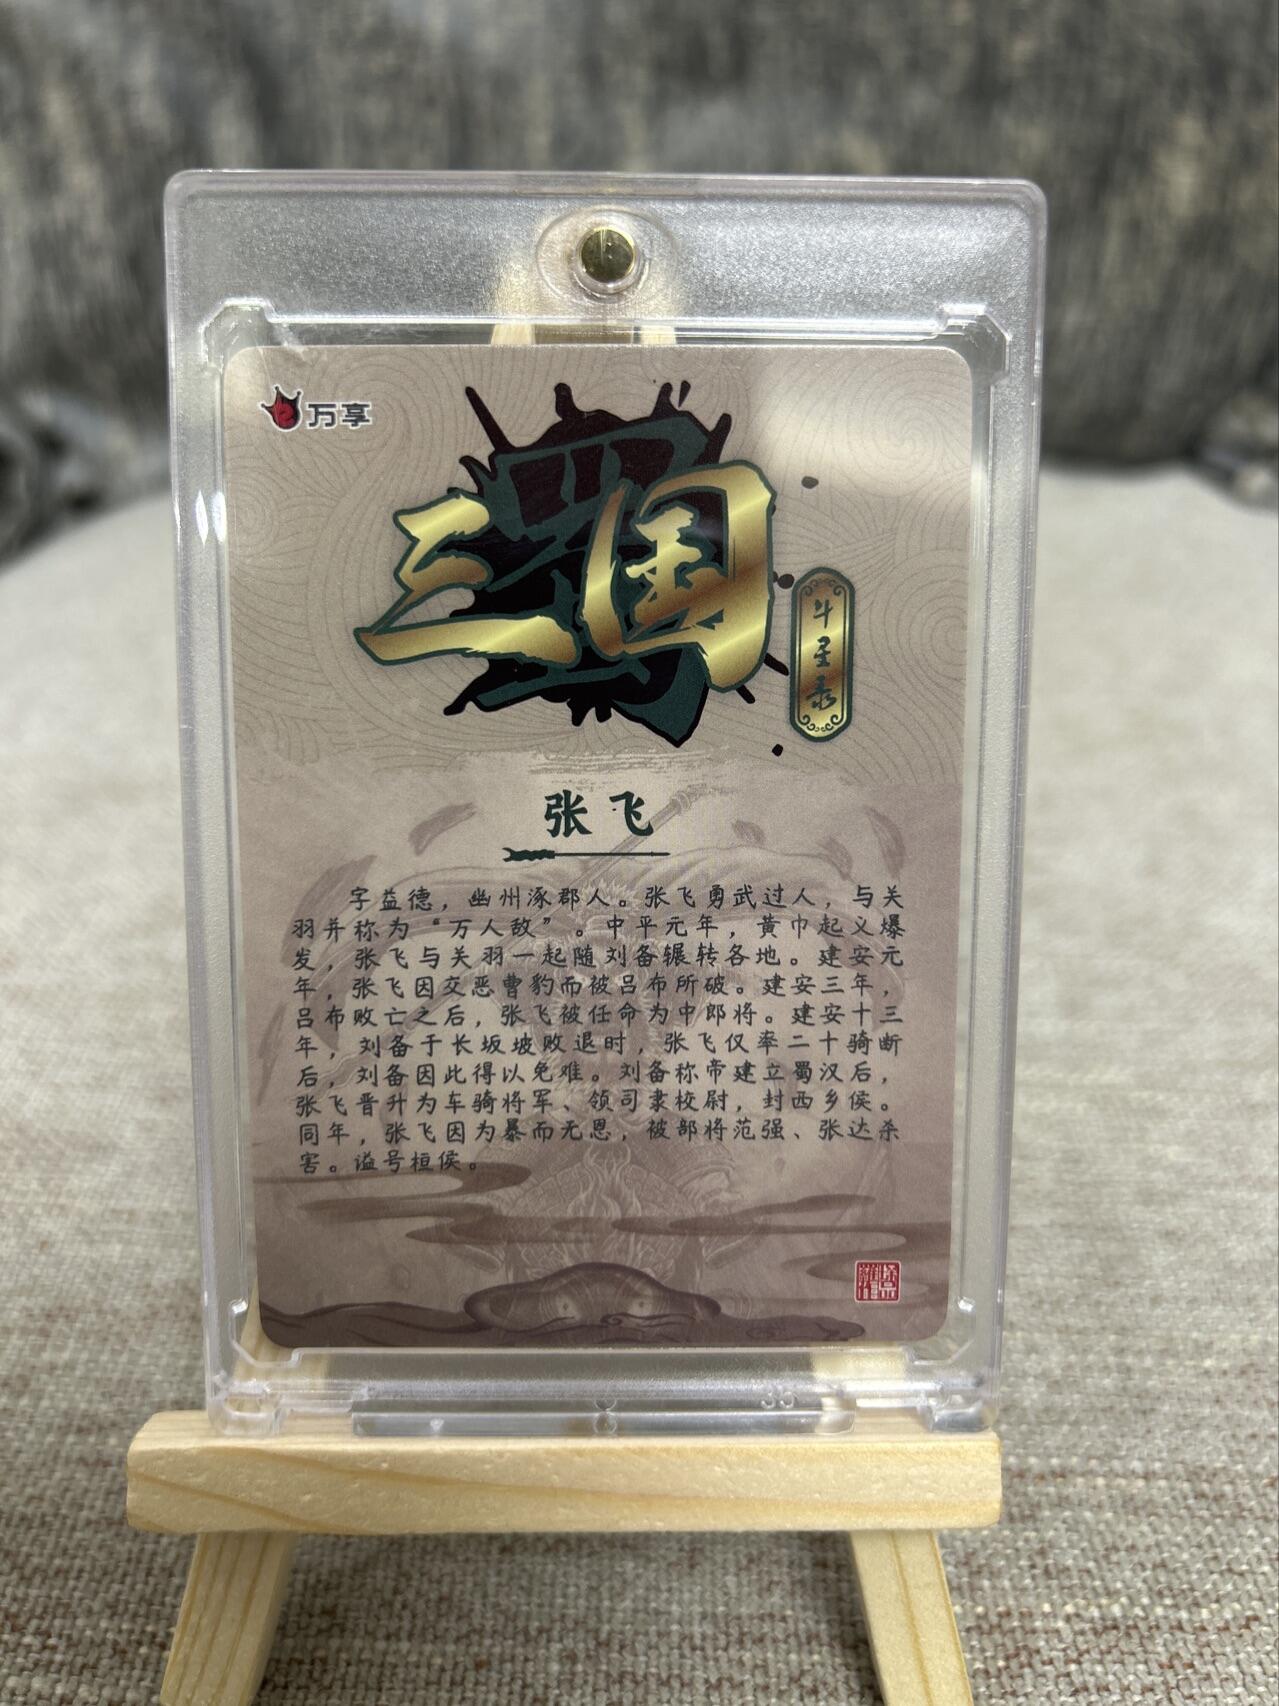 万享
三国
斗星录
张飞
字益德，幽州涿郡人。张飞勇武过人，与关
羽并称为“万人敌”。中平元年，黄巾起义爆
发，张飞与关羽一起随刘备辗转各地。建安元
年，张飞因交恶曹豹而被吕布所破。建安三年，
吕布败亡之后，张飞被任命为中郎将。建安十三
年，刘备于长坂坡败退时，张飞仅率二十骑断
后，刘备因此得以免难。刘备称帝建立蜀汉后，
张飞晋升为车骑将军、领司隶校尉，封西乡侯。
同年，张飞因为暴而无恩，被部将范强、张达杀
害。谥号桓侯。